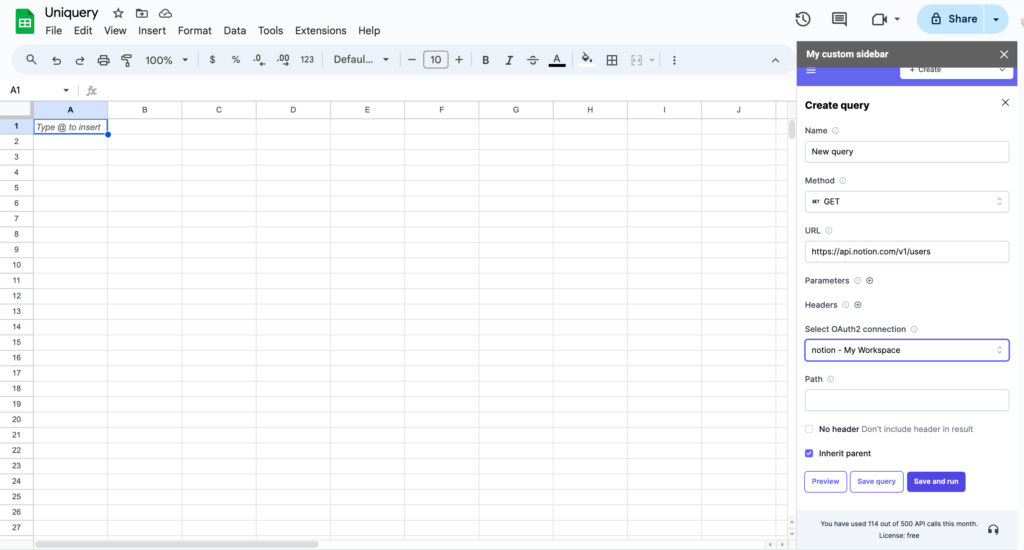 Uniquery
File Edit View Insert Format Data Tools Extensions Help
Share
100% $ % .0 .00 123 Defaul... 10 B I A
A1 fx
A B C D E F G H I J
1 Type @ to insert
2
3
4
5
6
7
8
9
10
11
12
13
14
15
16
17
18
19
20
21
22
23
24
25
26
27
My custom sidebar
+ Create
Create query
Name
New query
Method
GET GET
URL
https://api.notion.com/v1/users
Parameters
Headers
Select OAuth2 connection
notion - My Workspace
Path
No header Don't include header in result
Inherit parent
Preview Save query Save and run
You have used 114 out of 500 API calls this month.
License: free